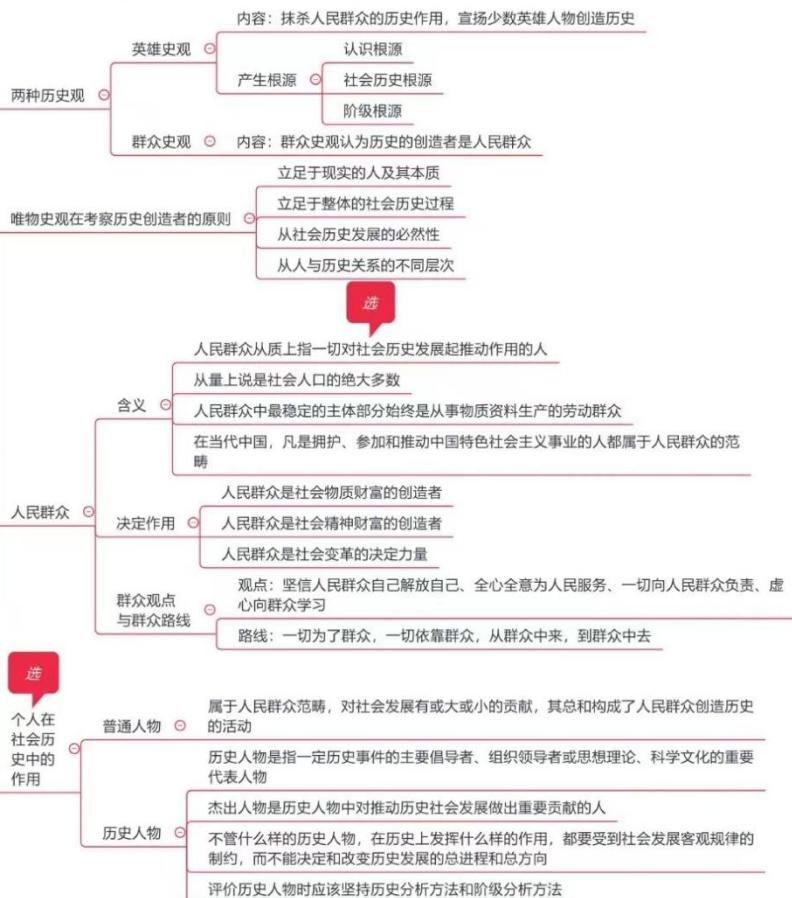 内容：抹杀人民群众的历史作用，宣扬少数英雄人物创造历史
英雄史观
认识根源
产生根源
社会历史根源
两种历史观
阶级根源
群众史观
内容：群众史观认为历史的创造者是人民群众
立足于现实的人及其本质
立足于整体的社会历史过程
唯物史观在考察历史创造者的原则
从社会历史发展的必然性
从人与历史关系的不同层次
选
人民群众从质上指一切对社会历史发展起推动作用的人
从量上说是社会人口的绝大多数
含义
人民群众中最稳定的主体部分始终是从事物质资料生产的劳动群众
在当代中国，凡是拥护、参加和推动中国特色社会主义事业的人都属于人民群众的范
畴
人民群众
人民群众是社会物质财富的创造者
决定作用
人民群众是社会精神财富的创造者
人民群众是社会变革的决定力量
群众观点
与群众路线
观点：坚信人民群众自己解放自己、全心全意为人民服务、一切向人民群众负责、虚
心向群众学习
路线：一切为了群众，一切依靠群众，从群众中来，到群众中去
选
个人在
社会历
史中的
作用
普通人物
属于人民群众范畴，对社会发展有或大或小的贡献，其总和构成了人民群众创造历史
的活动
历史人物是指一定历史事件的主要倡导者、组织领导者或思想理论、科学文化的重要
代表人物
杰出人物是历史人物中对推动历史社会发展做出重要贡献的人
历史人物
不管什么样的历史人物，在历史上发挥什么样的作用，都要受到社会发展客观规律的
制约，而不能决定和改变历史发展的总进程和总方向
评价历史人物时应该坚持历史分析方法和阶级分析方法